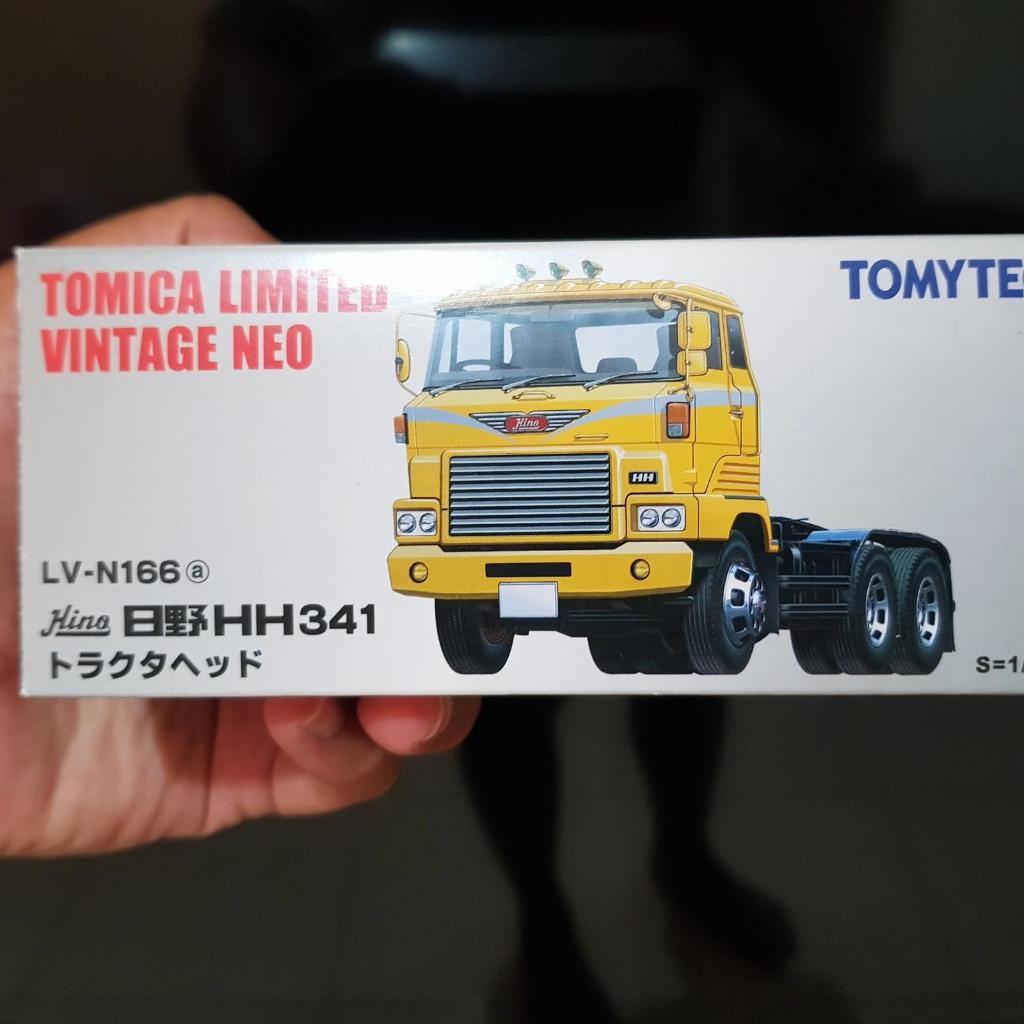 TOMICA LIMITED
VINTAGE NEO
TOMYTE
Hino
HH
LV-N166 ⓐ
Hino 日野HH341
トラクタヘッド
S=1/